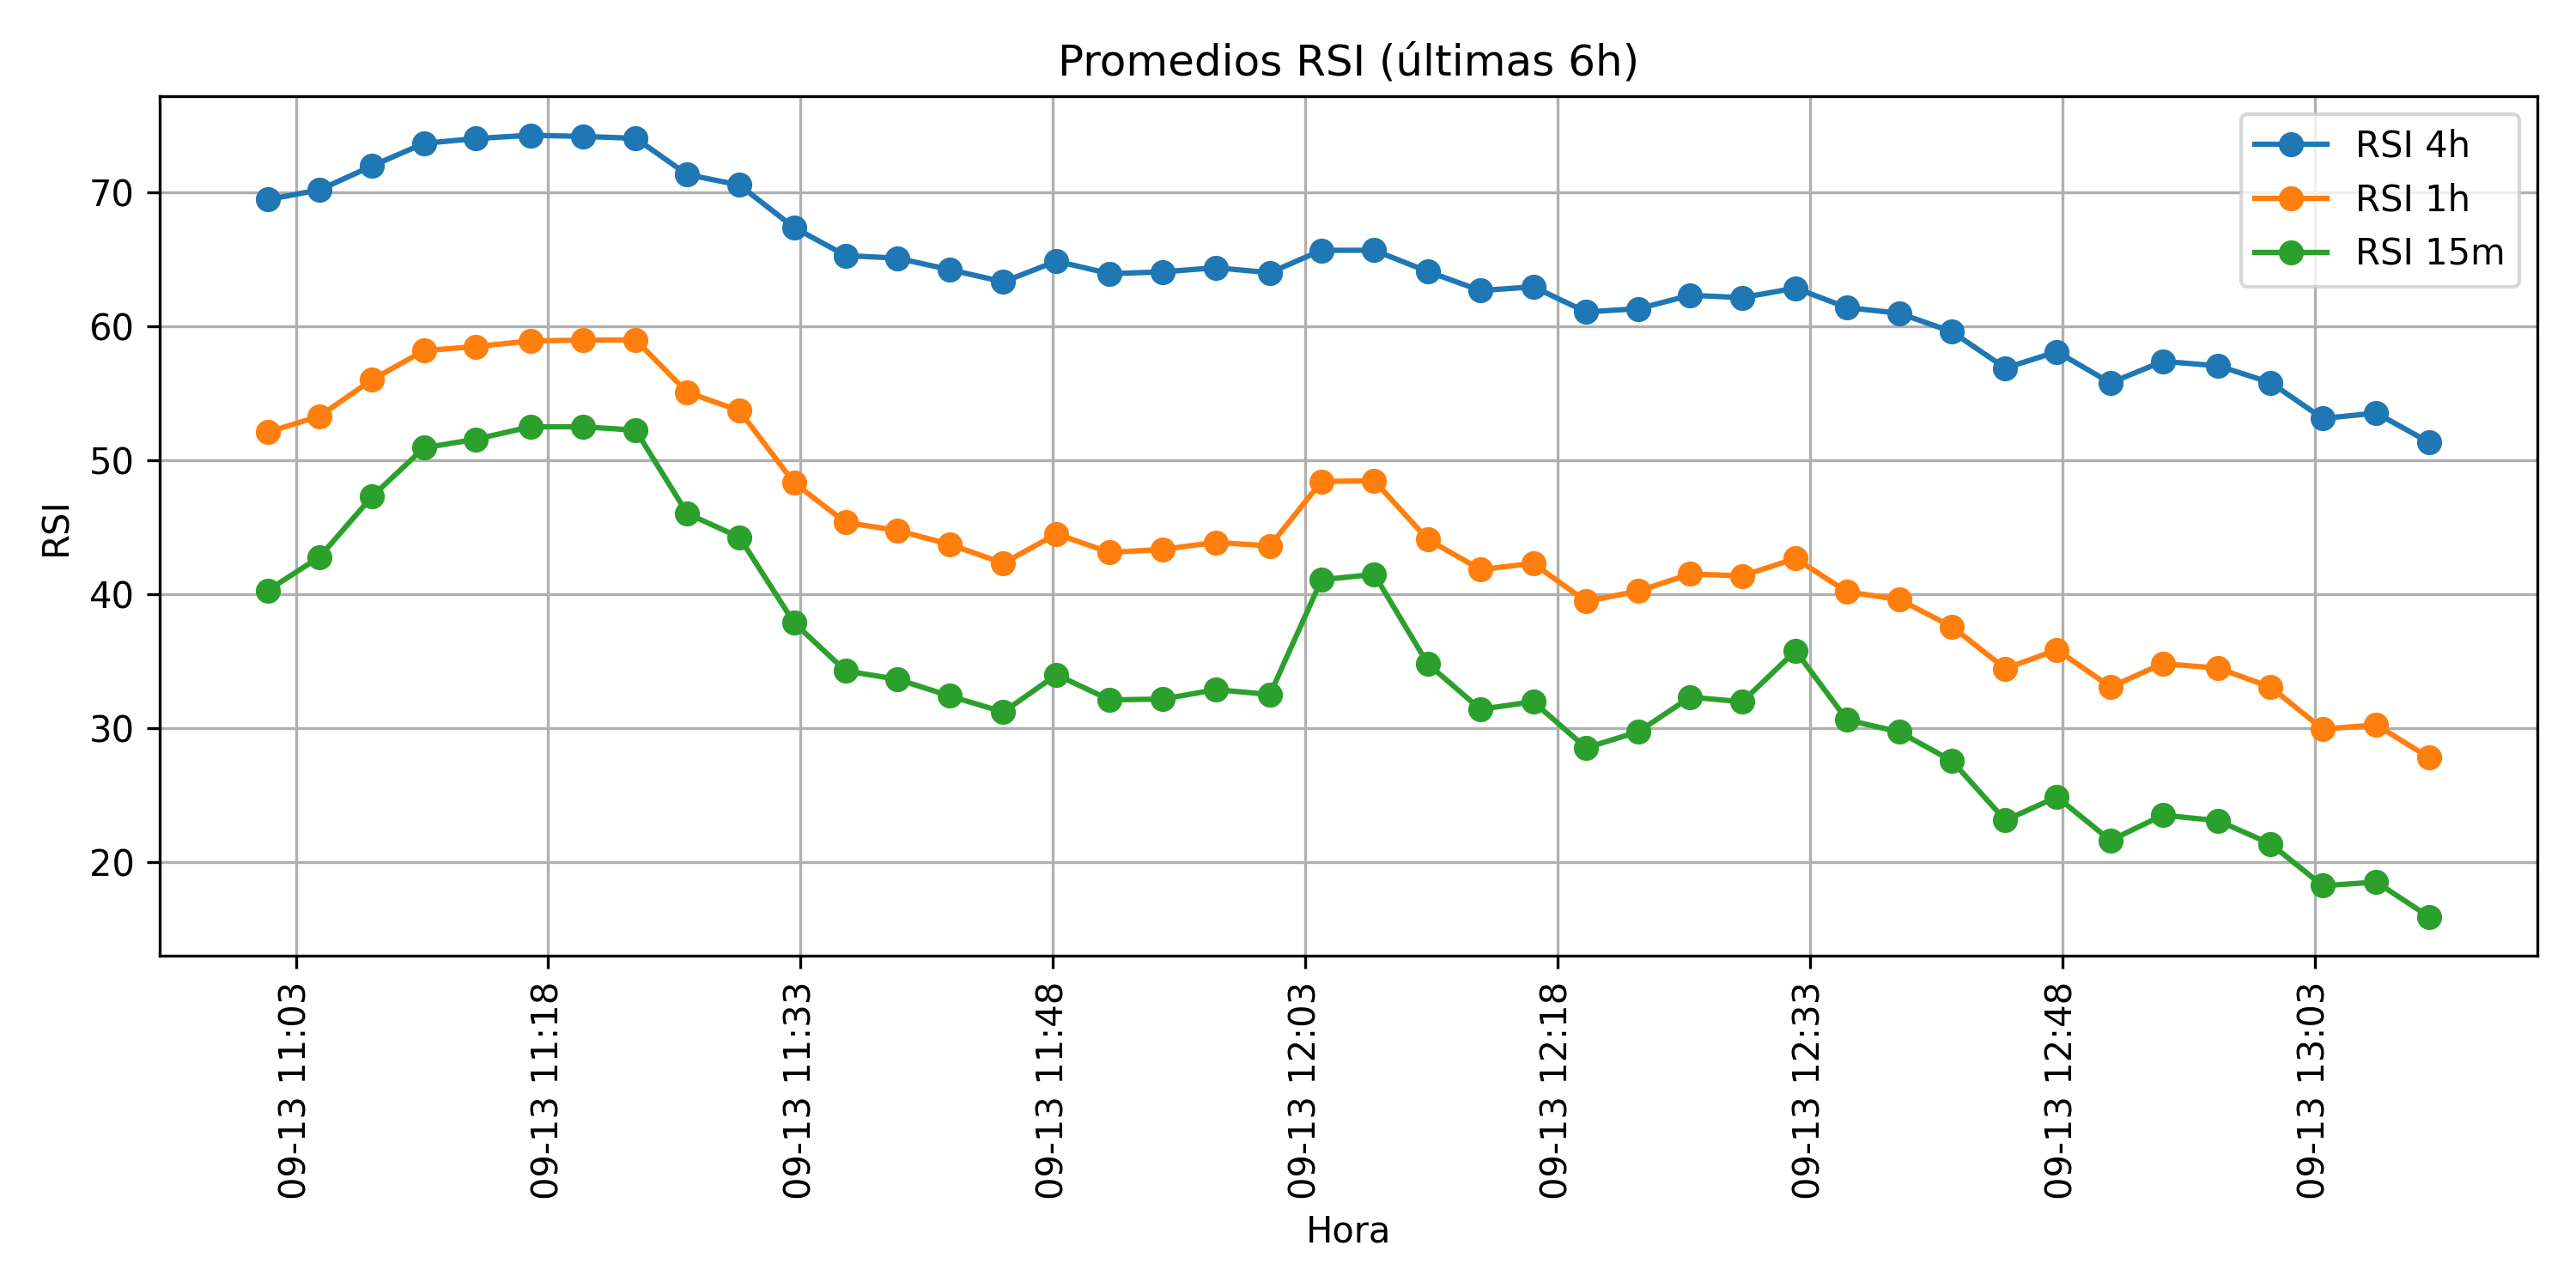 Promedios RSI (últimas 6h)
RSI 4h
RSI 1h
RSI 15m
RSI
70
60
50
40
30
20
09-13 11:03
09-13 11:18
09-13 11:33
09-13 11:48
09-13 12:03
09-13 12:18
09-13 12:33
09-13 12:48
09-13 13:03
Hora